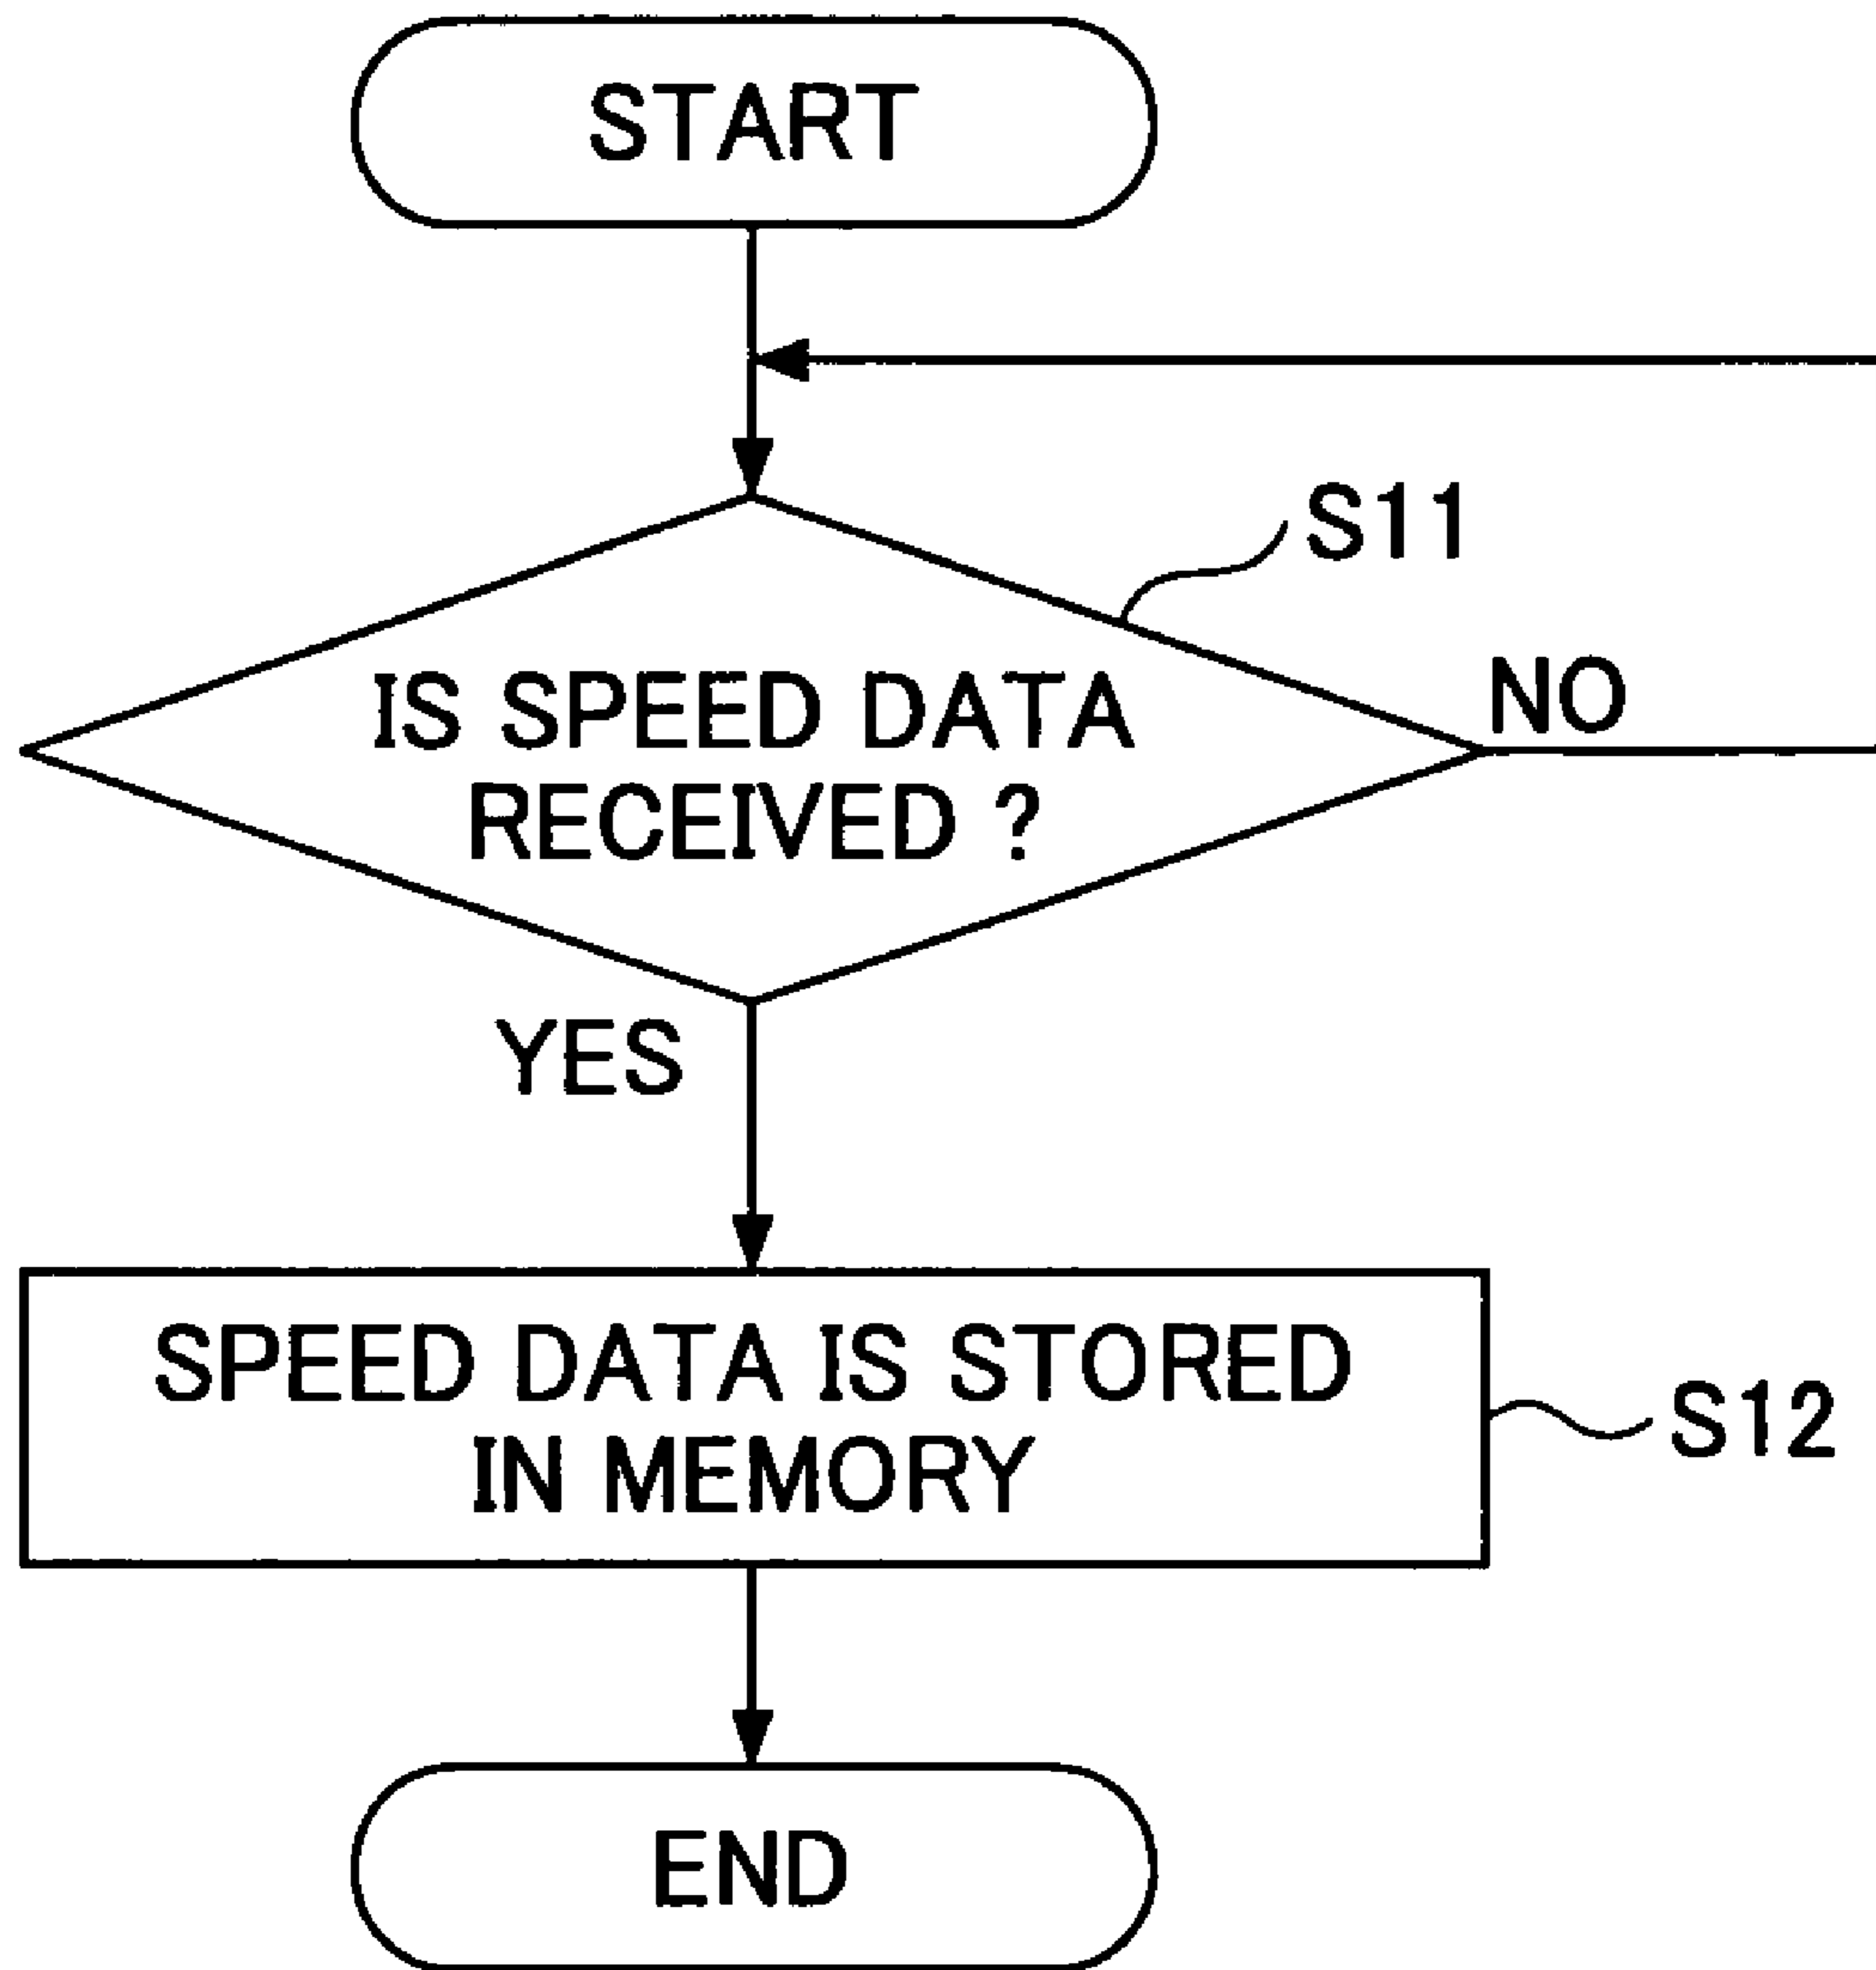 START
S11
IS SPEED DATA
RECEIVED ?
NO
YES
SPEED DATA IS STORED
IN MEMORY
S12
END